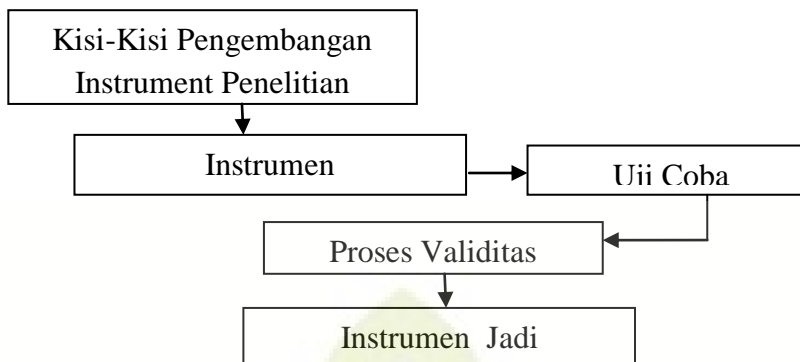 Kisi-Kisi Pengembangan
Instrument Penelitian
Instrumen
Uji Coba
Proses Validitas
Instrumen Jadi